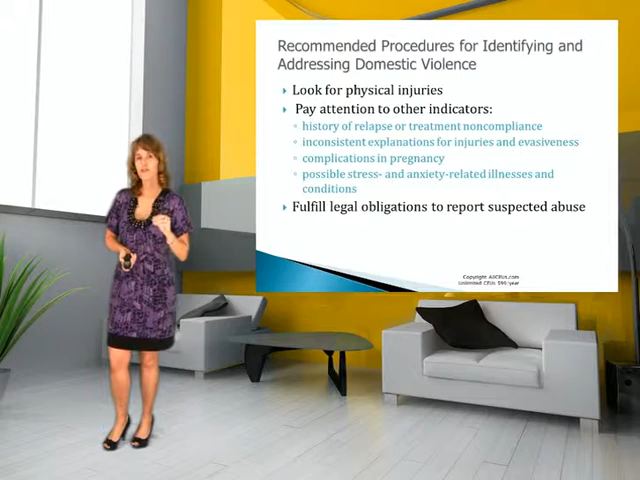 Recommended Procedures for Identifying and
Addressing Domestic Violence
Look for physical injuries
Pay attention to other indicators:
history of relapse or treatment noncompliance
inconsistent explanations for injuries and evasiveness
complications in pregnancy
possible stress- and anxiety-related illnesses and
conditions
Fulfill legal obligations to report suspected abuse
Copyright AllCEUs.com
Unlimited CEUs $99/year